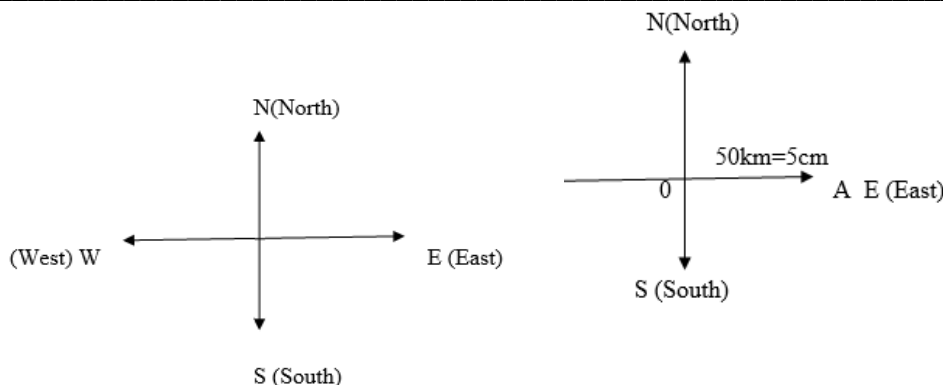 N(North)
(West) W
E (East)
S (South)
N(North)
50km=5cm
0
A E (East)
S (South)